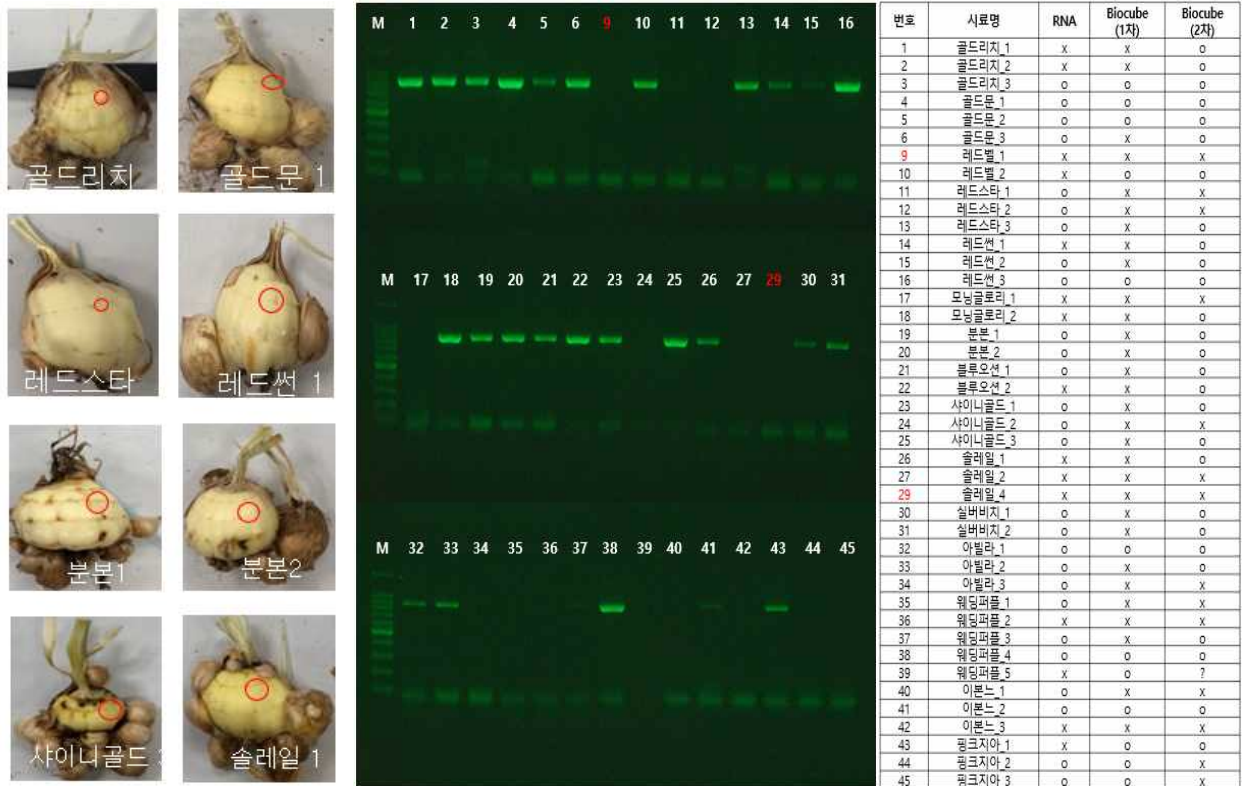 골드리치
골드문 1
레드스타
레드썬 1
분본1
분본2
샤이니골드 3
솔레일 1
M 1 2 3 4 5 6 9 10 11 12 13 14 15 16
M 17 18 19 20 21 22 23 24 25 26 27 29 30 31
M 32 33 34 35 36 37 38 39 40 41 42 43 44 45
번호 시료명 RNA Biocube (1차) Biocube (2차)
1 골드리치_1 x x o
2 골드리치_2 x x o
3 골드리치_3 o o o
4 골드문_1 o o o
5 골드문_2 o o o
6 골드문_3 o x o
9 레드벨_1 x x x
10 레드벨_2 x o o
11 레드스타_1 o x x
12 레드스타_2 o x x
13 레드스타_3 o x o
14 레드썬_1 x x o
15 레드썬_2 o x o
16 레드썬_3 o o o
17 모닝글로리_1 x x x
18 모닝글로리_2 x x o
19 분본_1 o x o
20 분본_2 o x o
21 블루오션_1 o x o
22 블루오션_2 x x o
23 샤이니골드_1 o x o
24 샤이니골드_2 o x x
25 샤이니골드_3 o x o
26 솔레일_1 x x o
27 솔레일_2 x x x
29 솔레일_4 x x x
30 실버비치_1 o x o
31 실버비치_2 o x o
32 아빌라_1 o o o
33 아빌라_2 o x o
34 아빌라_3 o x x
35 웨딩퍼플_1 o x x
36 웨딩퍼플_2 x x x
37 웨딩퍼플_3 o x o
38 웨딩퍼플_4 o o o
39 웨딩퍼플_5 x o ?
40 이본느_1 o x x
41 이본느_2 o o o
42 이본느_3 x x x
43 핑크지아_1 x o o
44 핑크지아_2 o o x
45 핑크지아_3 o o x